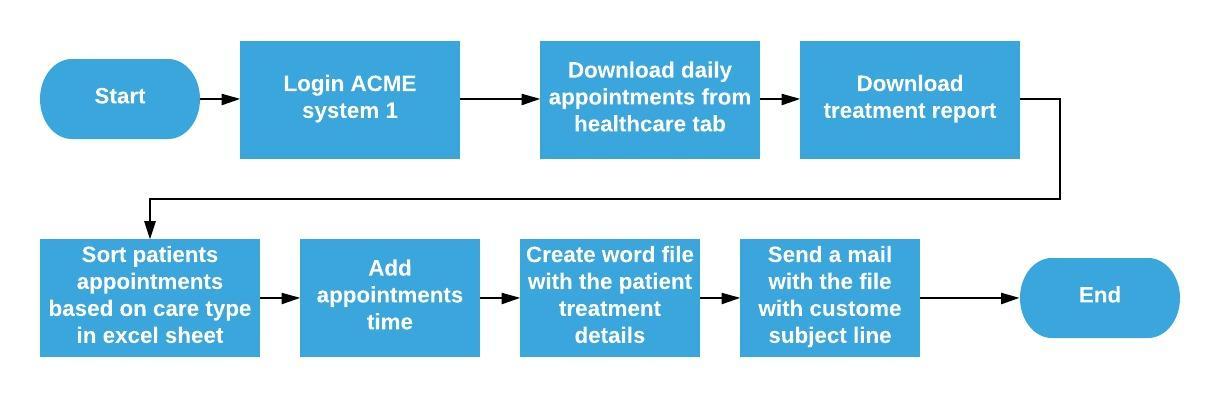 Start
Login ACME
system 1
Download daily
appointments from
healthcare tab
Download
treatment report
Sort patients
appointments
based on care type
in excel sheet
Add
appointments
time
Create word file
with the patient
treatment
details
Send a mail
with the file
with custome
subject line
End